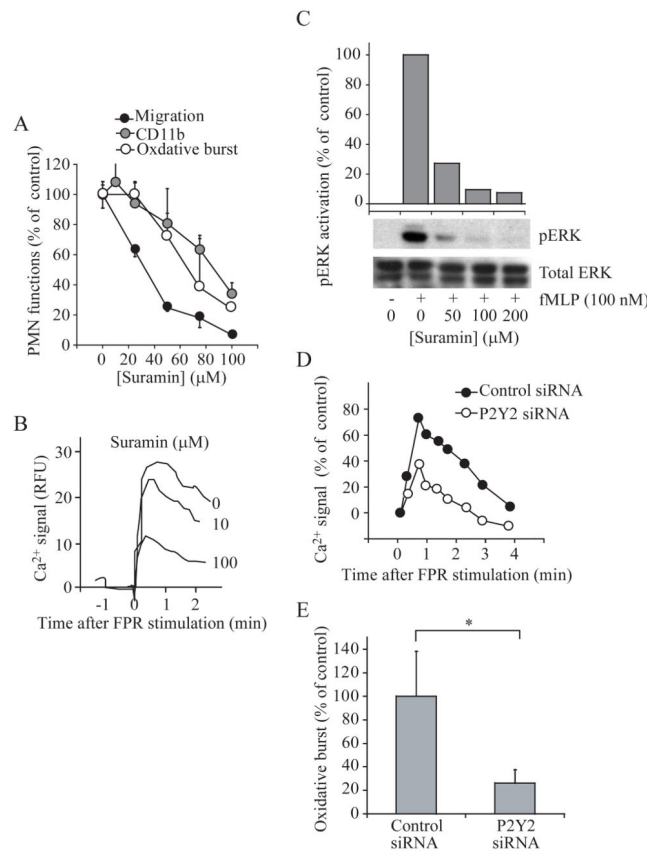 A
Migration
CD11b
Oxdative burst
PMN functions (% of control)
120
100
80
60
40
20
0
0 20 40 60 80 100
[Suramin] (μM)
B
Suramin (μM)
Ca2+ signal (RFU)
30
20
10
0
0
10
100
-1 0 1 2
Time after FPR stimulation (min)
C
pERK activation (% of control)
100
80
60
40
20
0
pERK
Total ERK
- + + + + fMLP (100 nM)
0 0 50 100 200
[Suramin] (μM)
D
Control siRNA
P2Y2 siRNA
Ca2+ signal (% of control)
80
60
40
20
0
0 1 2 3 4
Time after FPR stimulation (min)
E
*
Oxidative burst (% of control)
140
120
100
80
60
40
20
0
Control
siRNA
P2Y2
siRNA